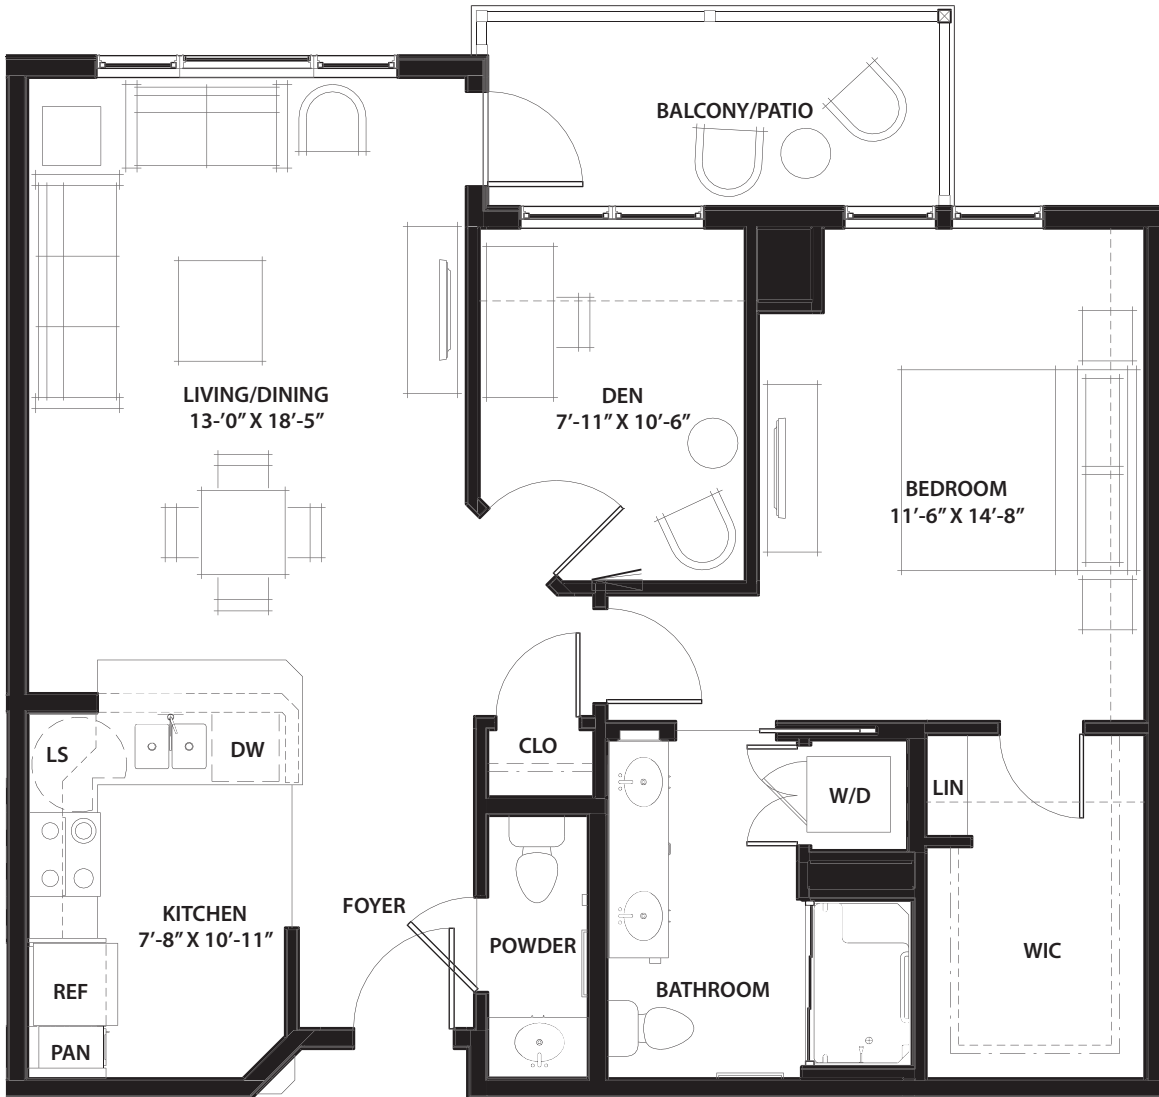 BALCONY/PATIO
LIVING/DINING
13-'0” X 18’-5”
DEN
7’-11” X 10’-6”
BEDROOM
11’-6” X 14’-8”
LS
DW
CLO
W/D
LIN
KITCHEN
7’-8” X 10’-11”
FOYER
POWDER
WIC
REF
BATHROOM
PAN